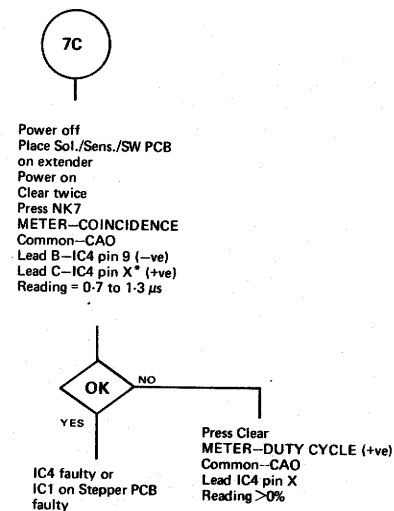 7C
Power off
Place Sol./Sens./SW PCB
on extender
Power on
Clear twice
Press NK7
METER—COINCIDENCE
Common—CAO
Lead B—IC4 pin 9 (—ve)
Lead C—IC4 pin X* (+ve)
Reading = 0·7 to 1·3 µs
OK
NO
YES
IC4 faulty or
IC1 on Stepper PCB
faulty
Press Clear
METER—DUTY CYCLE (+ve)
Common—CAO
Lead IC4 pin X
Reading >0%